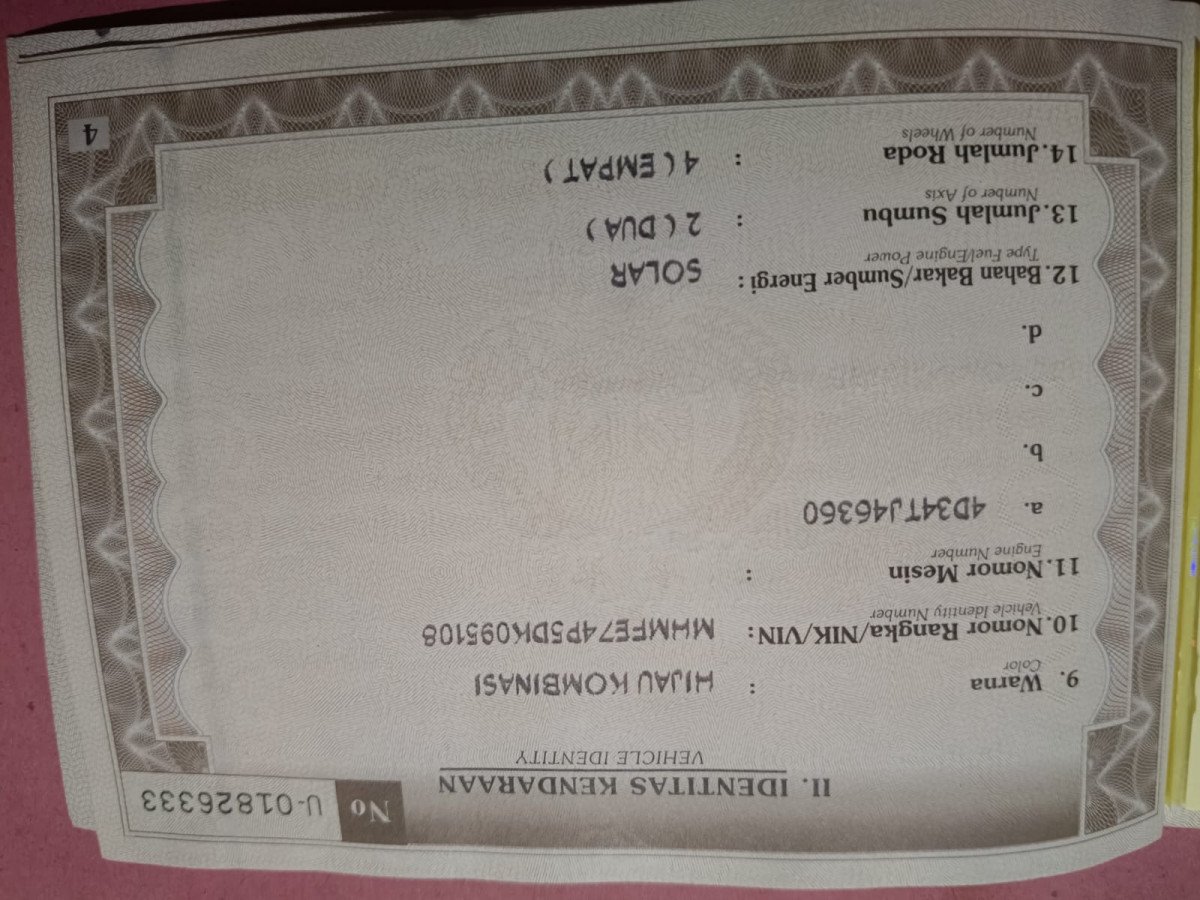 No U-01826333
II. IDENTITAS KENDARAAN
VEHICLE IDENTITY
9. Warna : HIJAU KOMBINASI
Color
10. Nomor Rangka/NIK/VIN : MHMFE74P5DK095108
Vehicle Identity Number
11. Nomor Mesin :
Engine Number
a. 4D34TJ46360
b.
c.
d.
12. Bahan Bakar/Sumber Energi : SOLAR
Type Fuel/Engine Power
13. Jumlah Sumbu : 2 ( DUA )
Number of Axis
14. Jumlah Roda : 4 ( EMPAT )
Number of Wheels
4